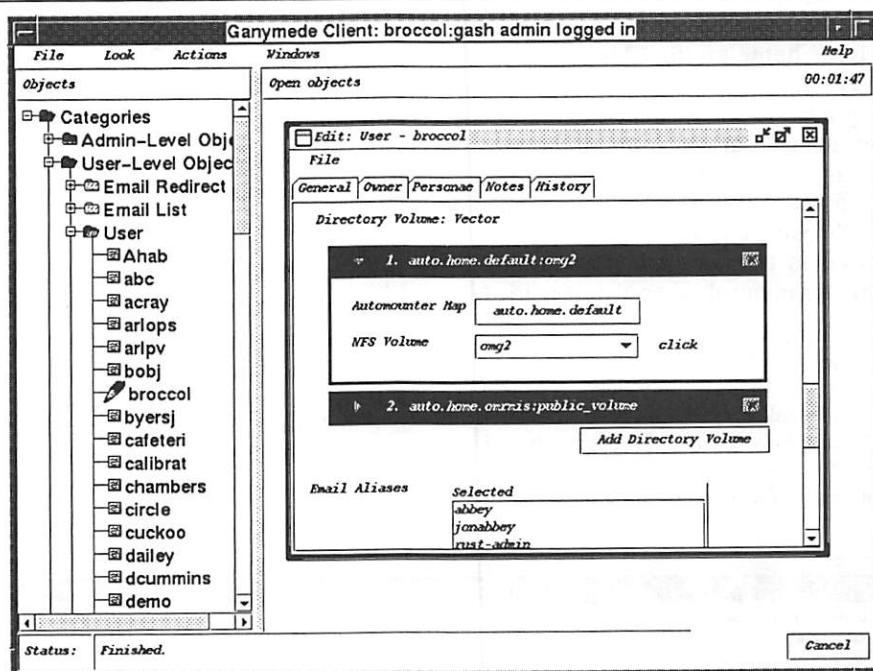 Ganymede Client: broccol:gash admin logged in
File Look Actions Windows Help
Objects
Open objects 00:01:47
Categories
Admin-Level Obj
User-Level Objec
Email Redirect
Email List
User
Ahab
abc
acray
arlops
arlpv
bobj
broccol
byersj
cafeteri
calibrat
chambers
circle
cuckoo
dailey
dcummins
demo
Edit: User - broccol
File
General Owner Personae Notes History
Directory Volume: Vector
1. auto.home.default:omg2
Automounter Map auto.home.default
NFS Volume omg2 click
2. auto.home.omrmis:public_volume
Add Directory Volume
Email Aliases Selected
abbey
jonabbey
rust-admin
Status: Finished. Cancel